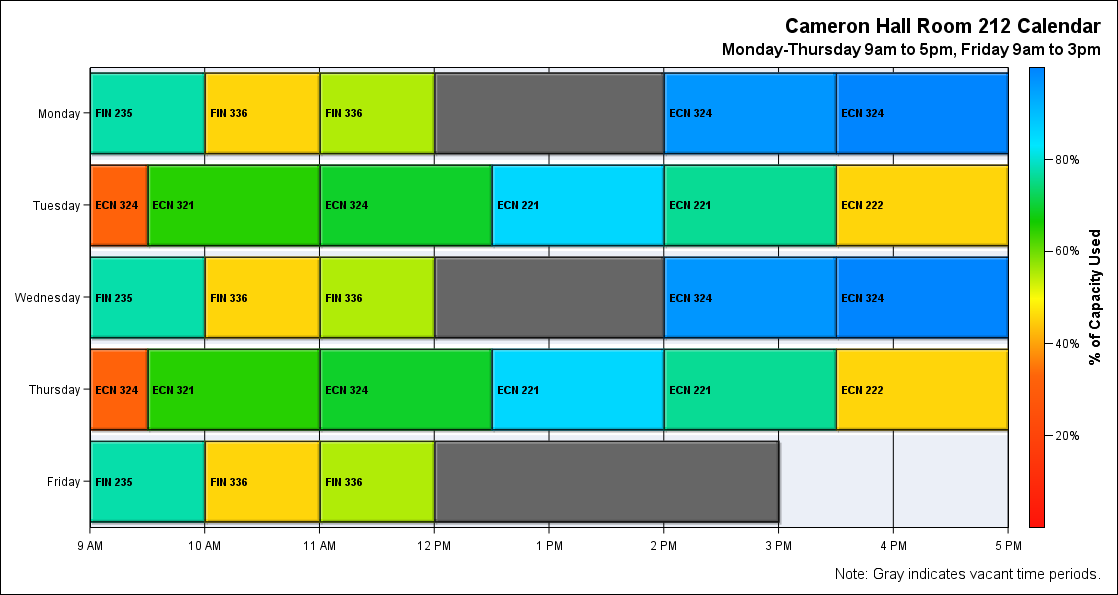 Cameron Hall Room 212 Calendar
Monday-Thursday 9am to 5pm, Friday 9am to 3pm
Monday
FIN 235
FIN 336
FIN 336
ECN 324
ECN 324
Tuesday
ECN 324
ECN 321
ECN 324
ECN 221
ECN 221
ECN 222
Wednesday
FIN 235
FIN 336
FIN 336
ECN 324
ECN 324
Thursday
ECN 324
ECN 321
ECN 324
ECN 221
ECN 221
ECN 222
Friday
FIN 235
FIN 336
FIN 336
9 AM
10 AM
11 AM
12 PM
1 PM
2 PM
3 PM
4 PM
5 PM
80%
60%
40%
20%
% of Capacity Used
Note: Gray indicates vacant time periods.